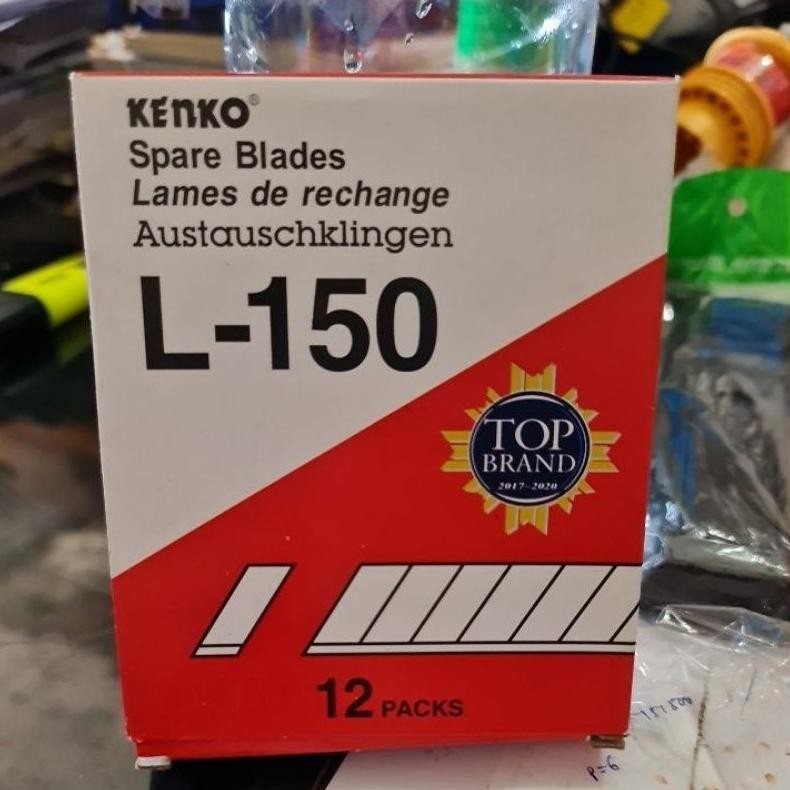 KENKO®
Spare Blades
Lames de rechange
Austauschklingen
L-150
TOP
BRAND
2017-2020
12 PACKS
P=6